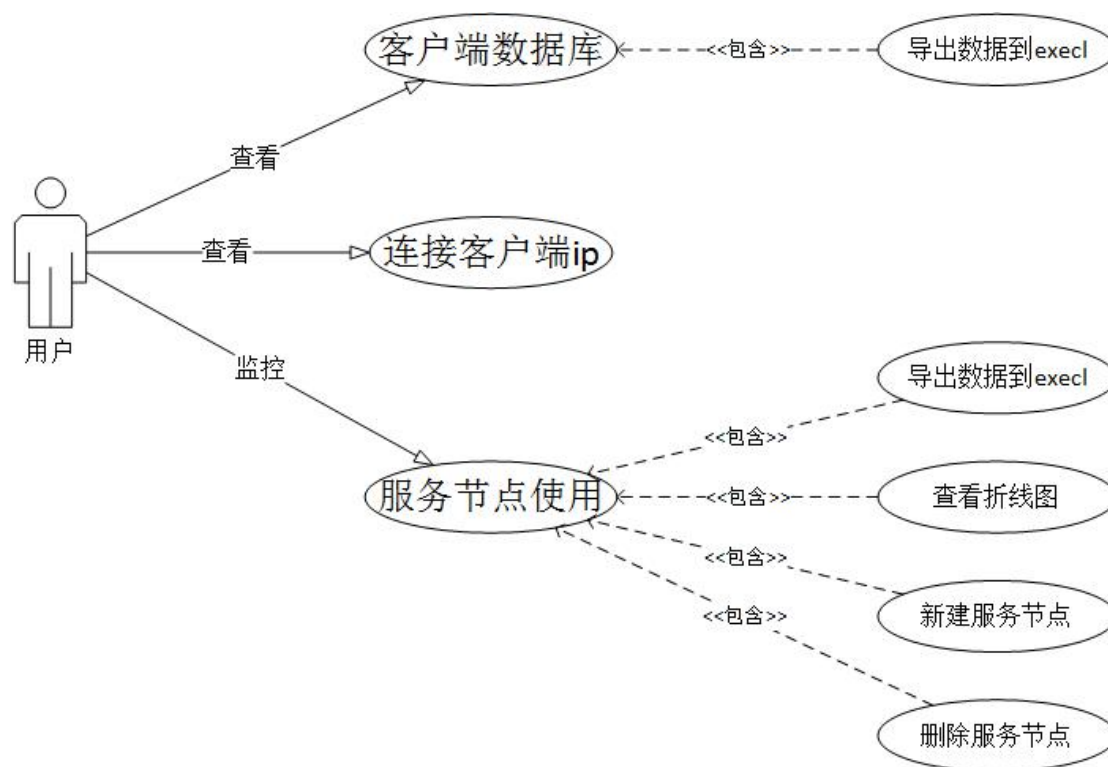 客户端数据库
<<包含>>
导出数据到execl
查看
查看
连接客户端ip
用户
监控
导出数据到execl
<<包含>>
服务节点使用
<<包含>>
查看折线图
<<包含>>
新建服务节点
<<包含>>
删除服务节点